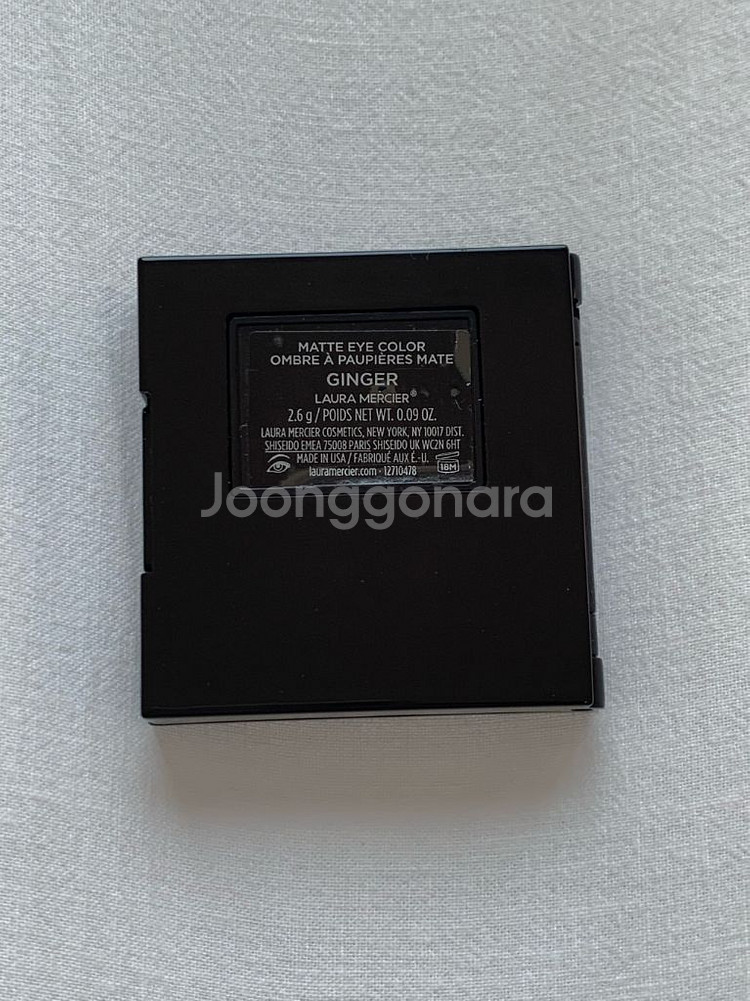 MATTE EYE COLOR
OMBRE À PAUPIÈRES MATE
GINGER
LAURA MERCIER®
2.6 g / POIDS NET WT. 0.09 OZ.
LAURA MERCIER COSMETICS, NEW YORK, NY 10017 DIST.
SHISEIDO EMEA 75008 PARIS SHISEIDO UK WC2N 6HT
MADE IN USA / FABRIQUÉ AUX É.-U.
lauramercier.com · 12710478
18M
Joonggonara